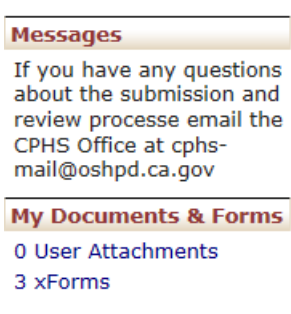 Messages
If you have any questions
about the submission and
review processe email the
CPHS Office at cphs-
mail@oshpd.ca.gov
My Documents & Forms
0 User Attachments
3 xForms